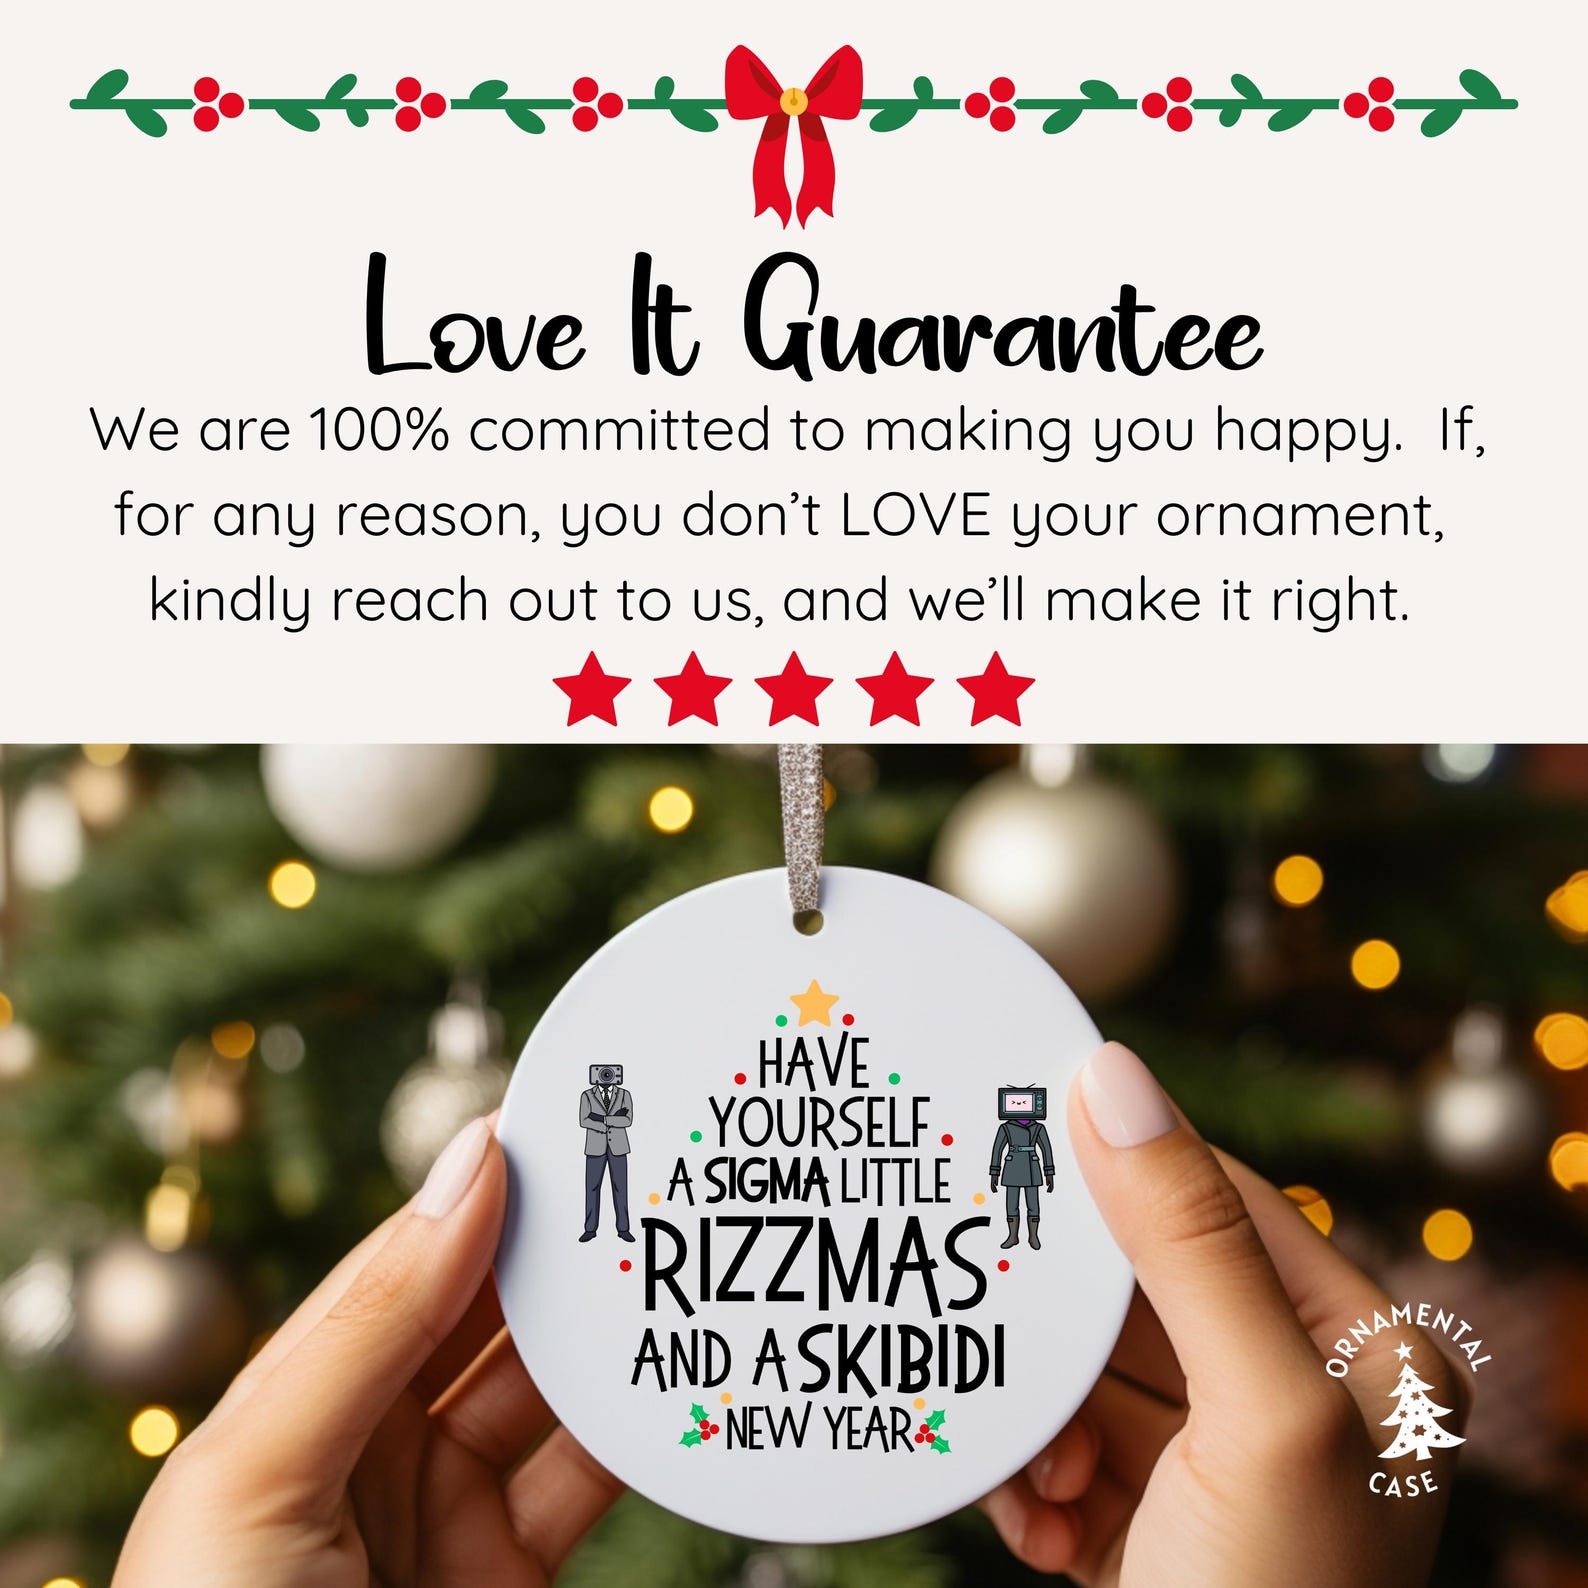 Love It Guarantee
We are 100% committed to making you happy. If,
for any reason, you don't LOVE your ornament,
kindly reach out to us, and we'll make it right.
HAVE
YOURSELF
A SIGMA LITTLE
RIZZMAS
AND A SKIBIDI
NEW YEAR
ORNAMENTAL
CASE